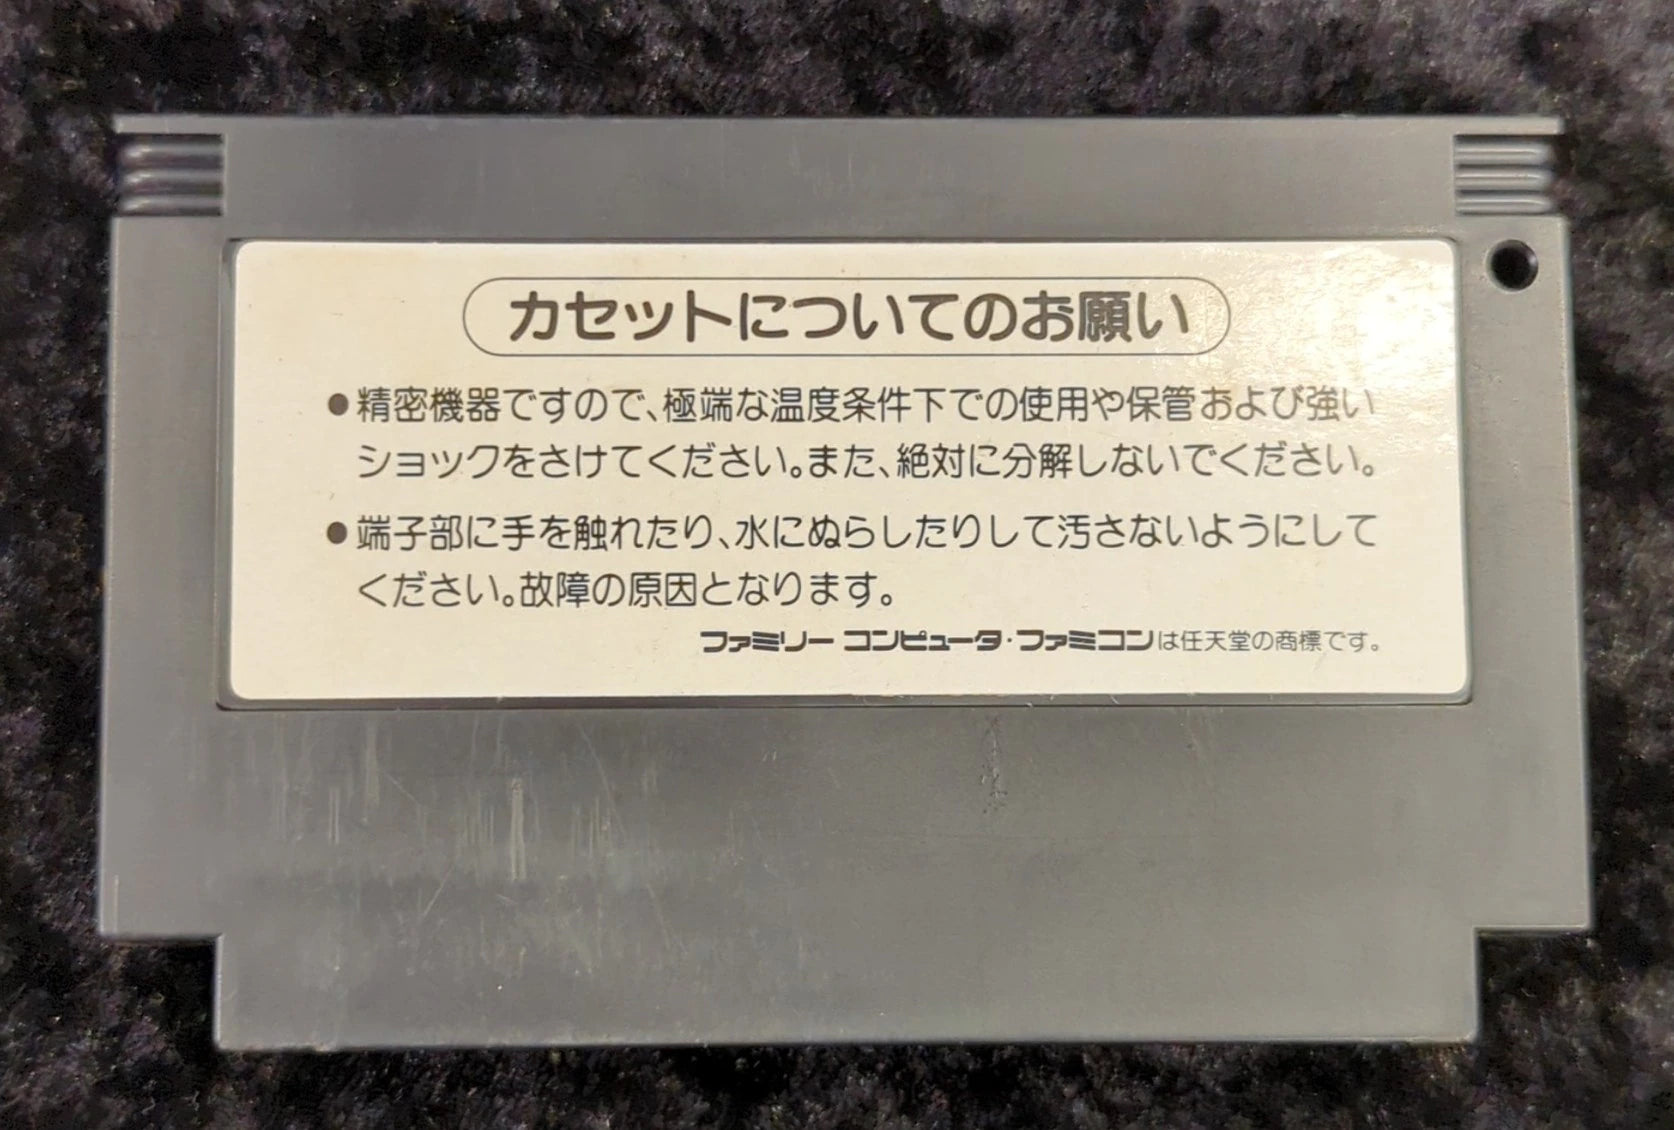 カセットについてのお願い
●精密機器ですので、極端な温度条件下での使用や保管および強い
ショックをさけてください。また、絶対に分解しないでください。
●端子部に手を触れたり、水にぬらしたりして汚さないようにして
ください。故障の原因となります。
ファミリー コンピュータ・ファミコンは任天堂の商標です。